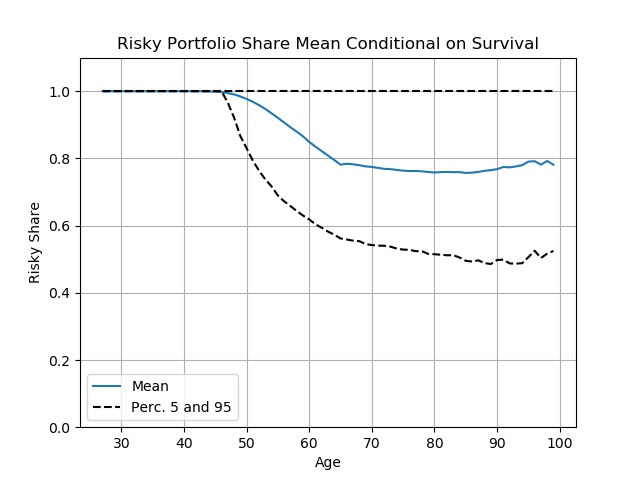 Risky Portfolio Share Mean Conditional on Survival
1.0
0.8
0.6
0.4
0.2
0.0
Risky Share
Mean
Perc. 5 and 95
30 40 50 60 70 80 90 100
Age